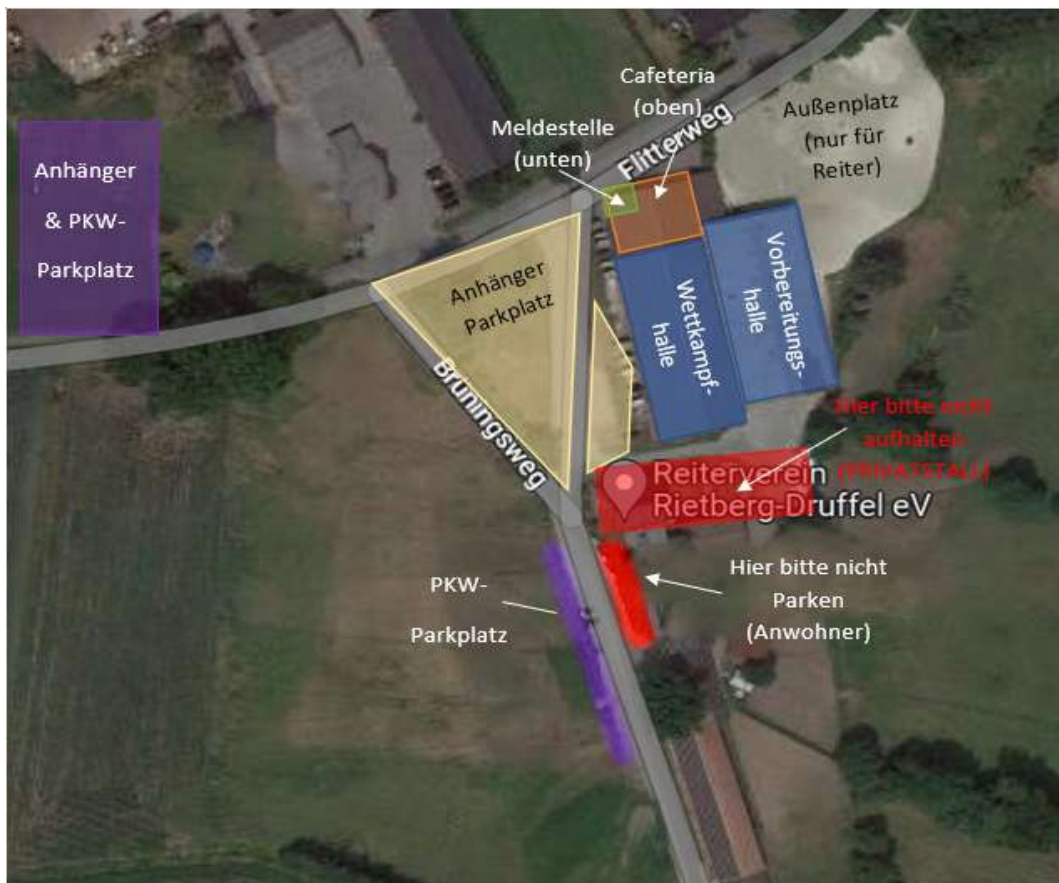 Cafeteria
(oben)
Meldestelle
(unten)
Flitterweg
Außenplatz
(nur für
Reiter)
Anhänger
& PKW-
Parkplatz
Anhänger
Parkplatz
Brüningsweg
Wettkampf-
halle
Vorbereitungs-
halle
Hier bitte nicht
aufhalten
(PRIVATSTALL)
Reiterverein
Rietberg-Druffel eV
PKW-
Parkplatz
Hier bitte nicht
Parken
(Anwohner)